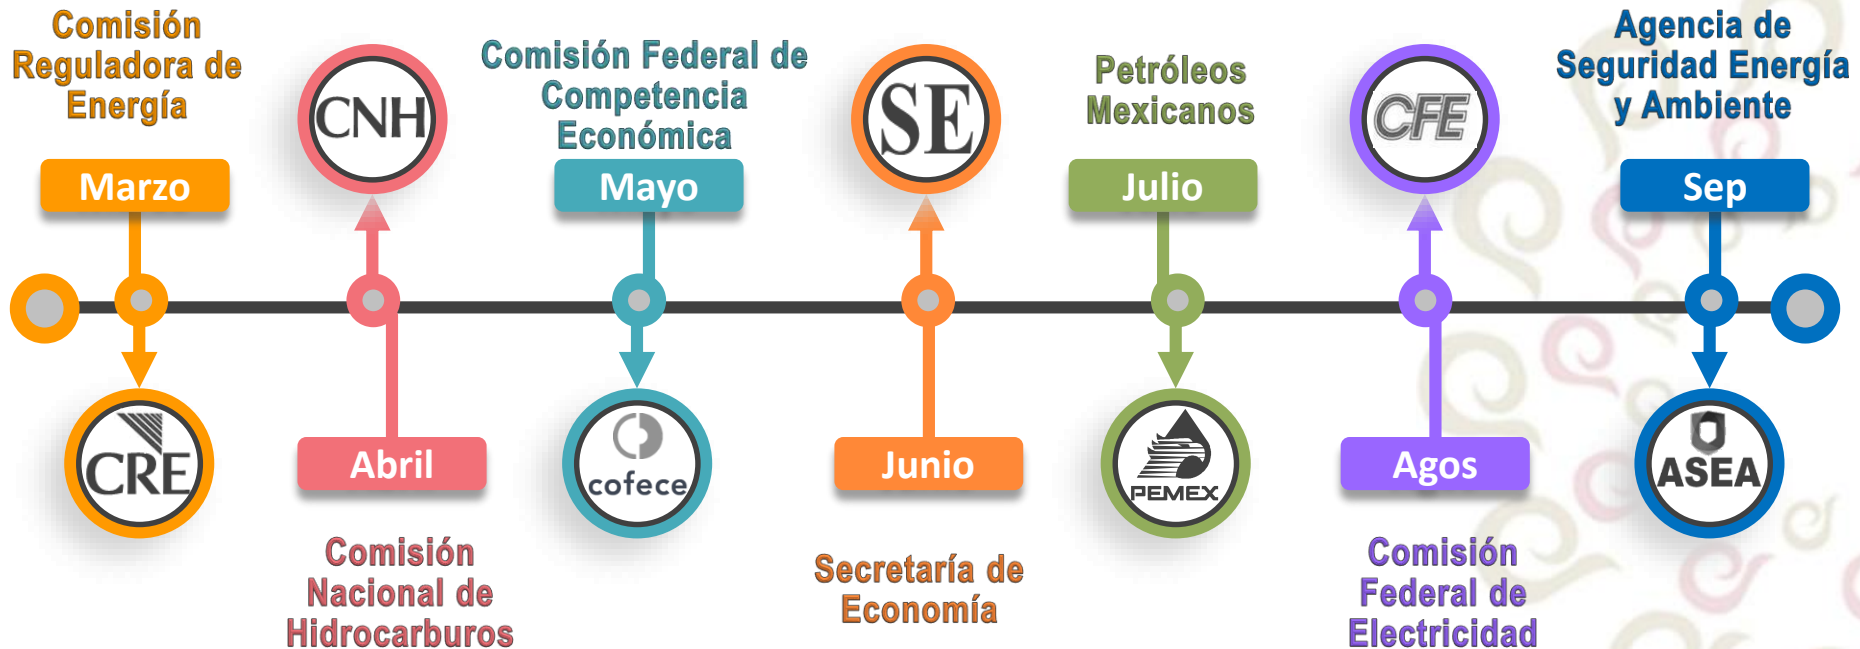 Comisión
Reguladora de
Energía
Marzo
CRE
CNH
Abril
Comisión
Nacional de
Hidrocarburos
Comisión Federal de
Competencia
Económica
Mayo
cofece
SE
Junio
Secretaría de
Economía
Petróleos
Mexicanos
Julio
PEMEX
CFE
Agos
Comisión
Federal de
Electricidad
Agencia de
Seguridad Energía
y Ambiente
Sep
ASEA